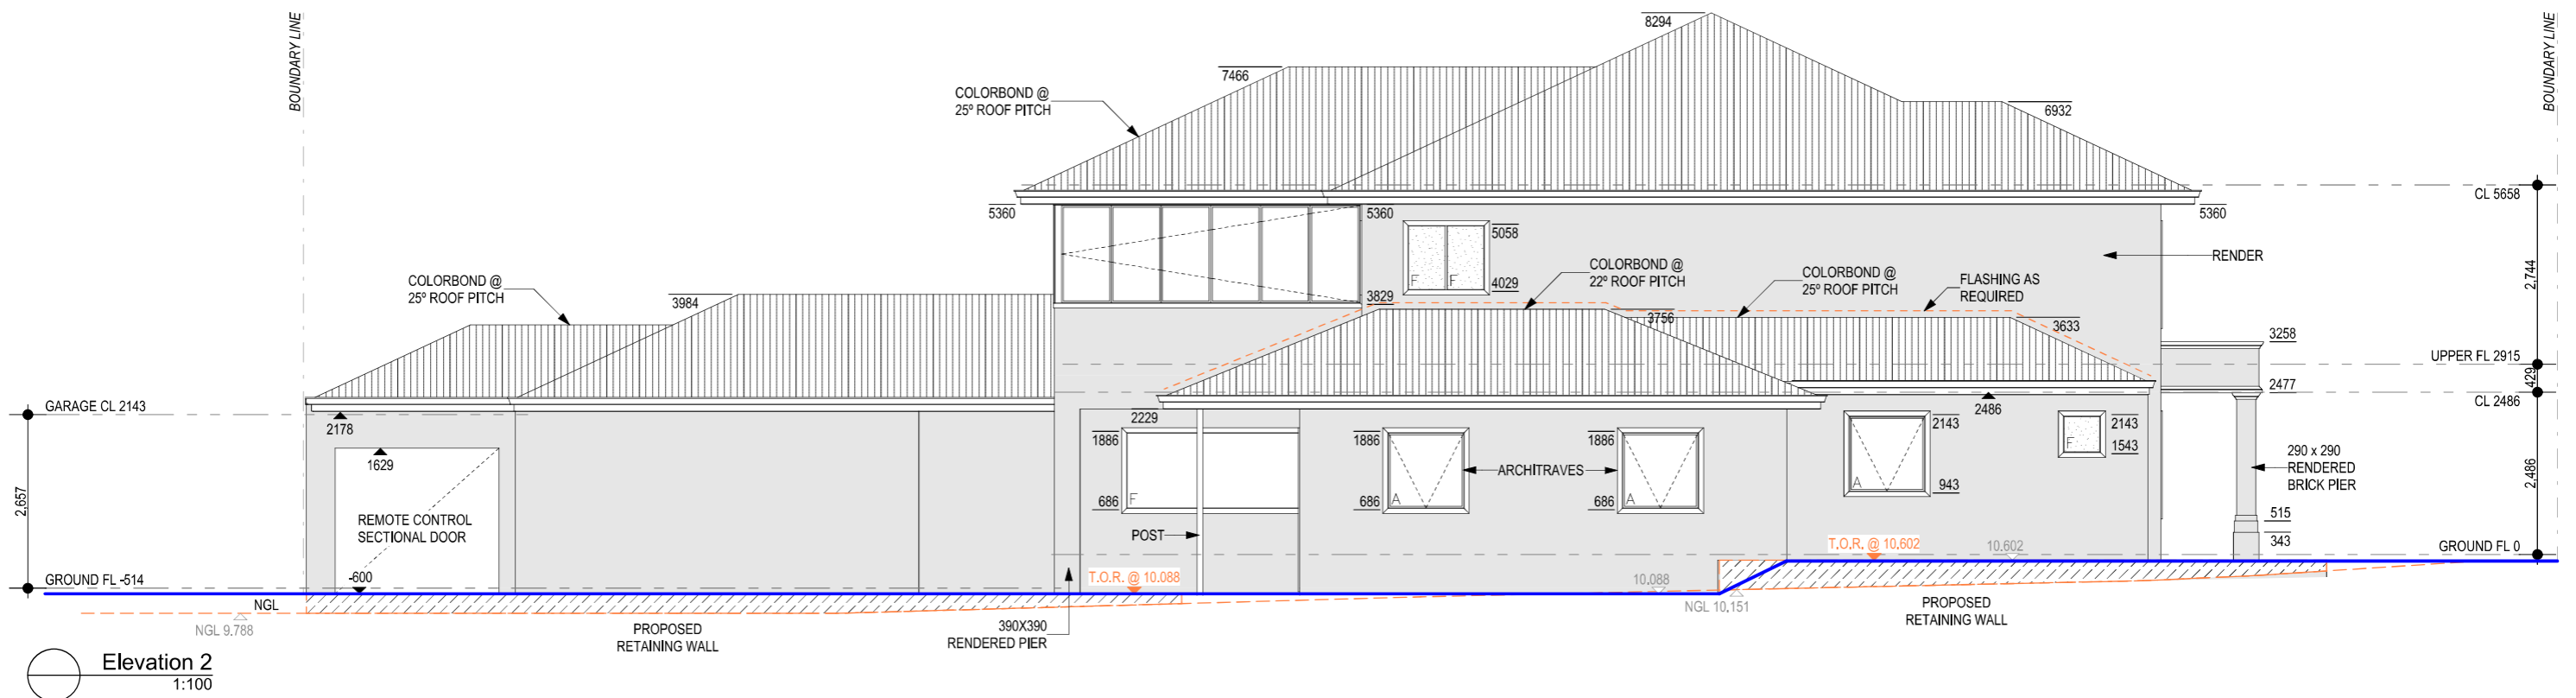 BOUNDARY LINE
8294
BOUNDARY LINE
7466
COLORBOND @
25º ROOF PITCH
6932
CL 5658
5360
5360
5360
5058
4029
RENDER
2,744
COLORBOND @
22º ROOF PITCH
COLORBOND @
25º ROOF PITCH
FLASHING AS
REQUIRED
COLORBOND @
25º ROOF PITCH
3984
3829
3756
3633
3258
UPPER FL 2915
429
2477
CL 2486
GARAGE CL 2143
2178
2229
2486
1629
1886
F
686
1886
A
686
ARCHITRAVES
1886
A
686
2143
A
943
2143
F
1543
F
F
290 x 290
RENDERED
BRICK PIER
2,486
2,657
REMOTE CONTROL
SECTIONAL DOOR
POST
515
343
T.O.R. @ 10.602
10.602
GROUND FL 0
GROUND FL -514
-600
T.O.R. @ 10.088
10.088
NGL
NGL 9.788
NGL 10.151
PROPOSED
RETAINING WALL
390X390
RENDERED PIER
PROPOSED
RETAINING WALL
Elevation 2
1:100